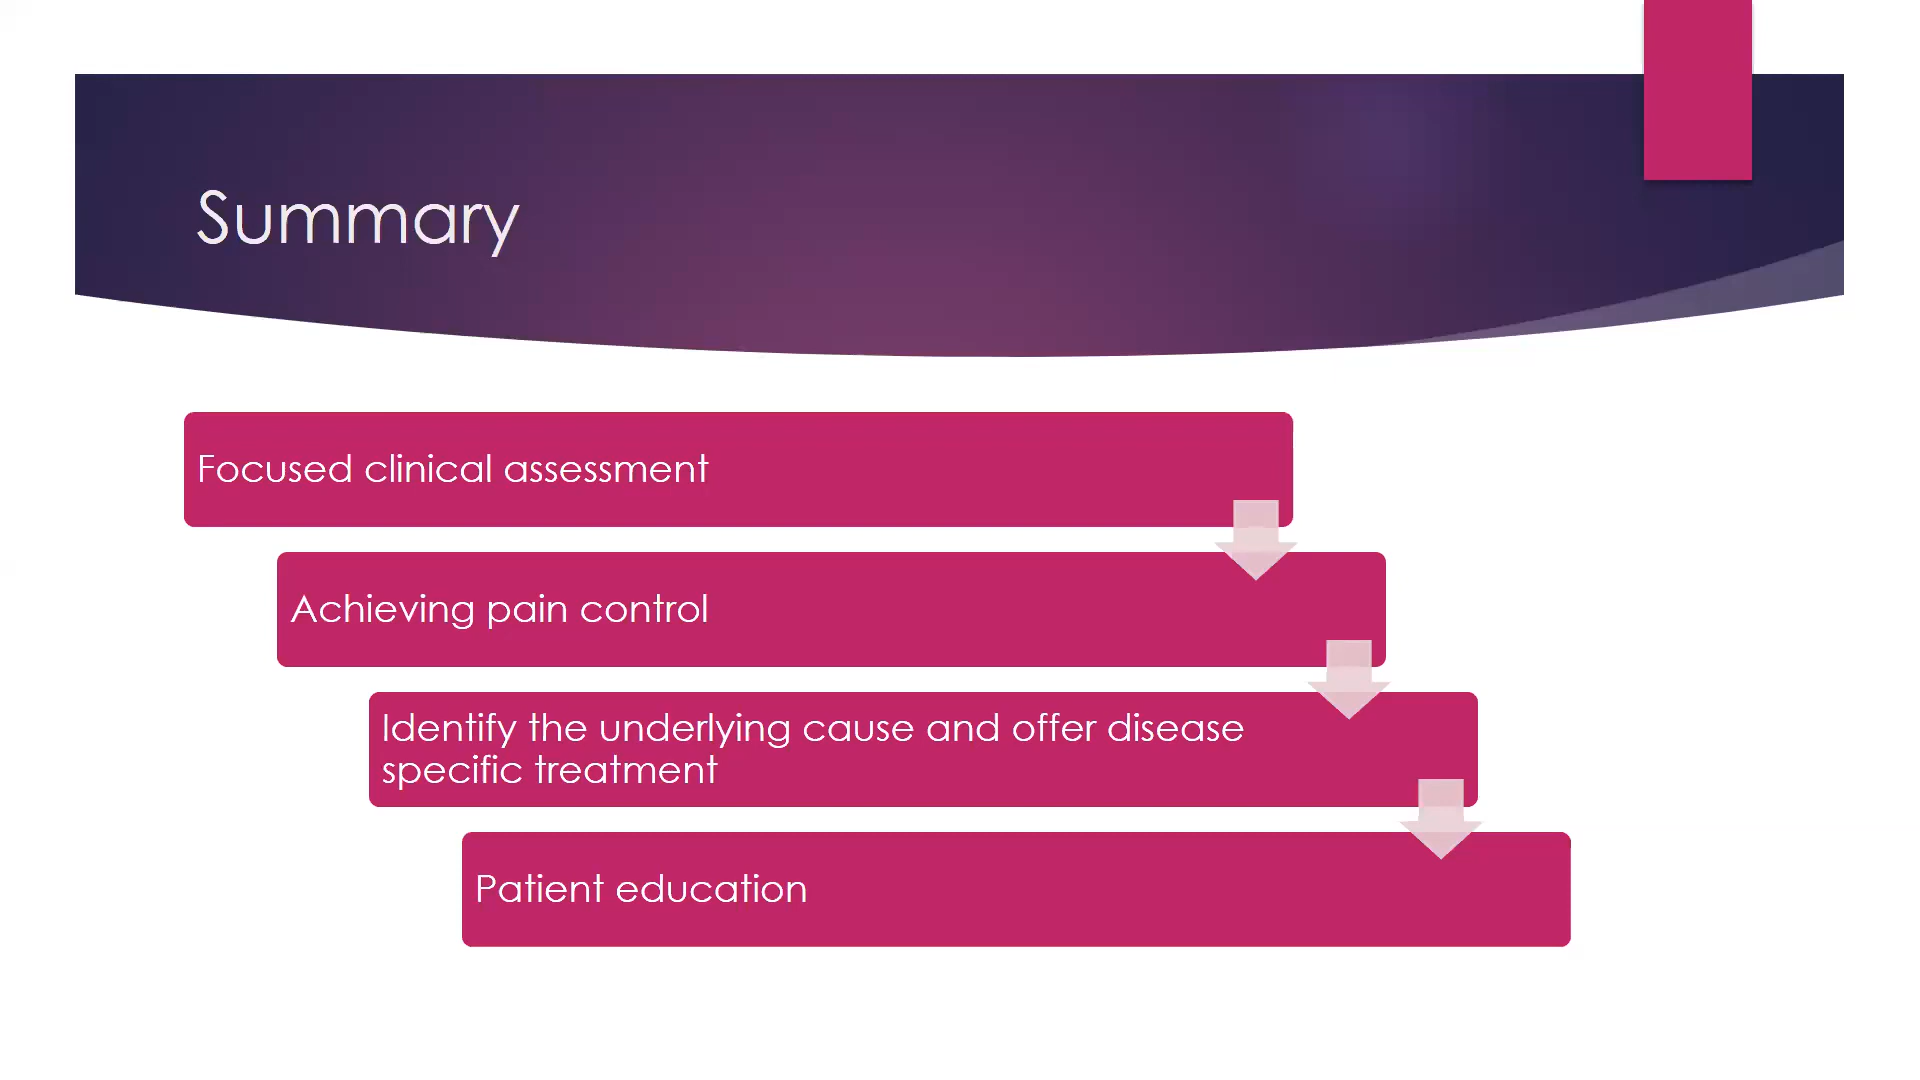 Summary
Focused clinical assessment
Achieving pain control
Identify the underlying cause and offer disease
specific treatment
Patient education